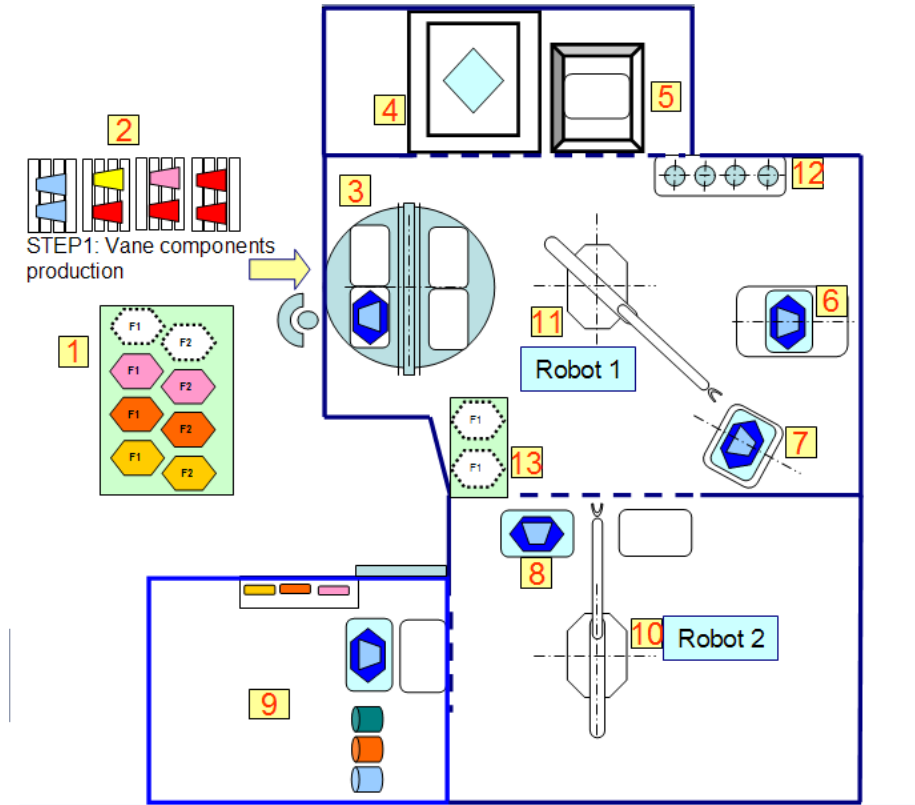 4
5
2
12
3
STEP1: Vane components
production
6
11
1
F1
F2
Robot 1
F1
F2
F1
F2
F1
F2
F1
F1
13
7
8
10
Robot 2
9